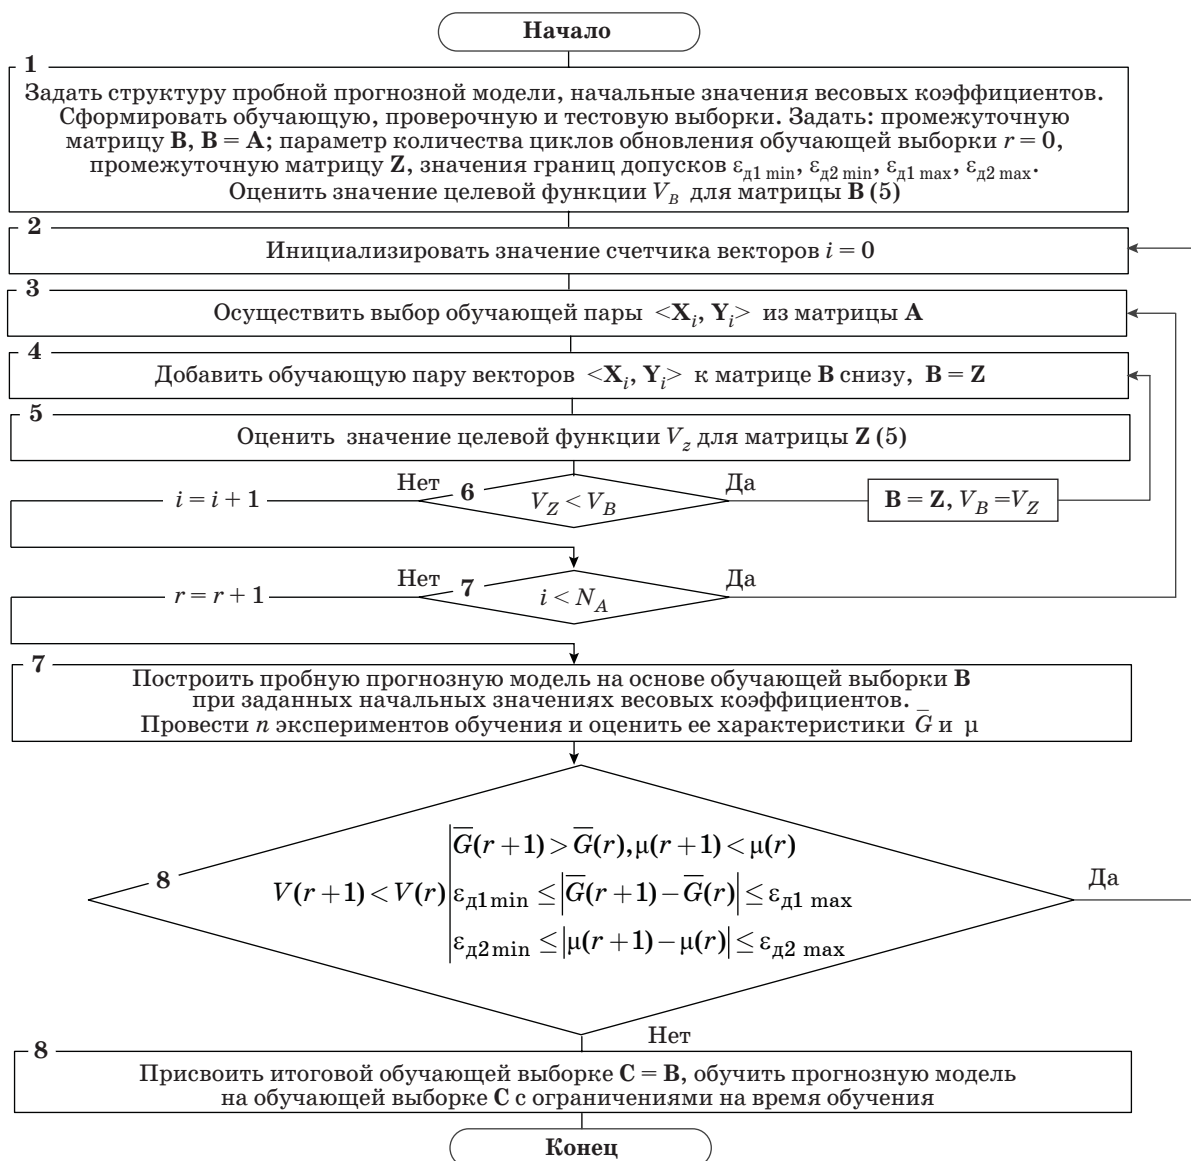 Начало
1
Задать структуру пробной прогнозной модели, начальные значения весовых коэффициентов.
Сформировать обучающую, проверочную и тестовую выборки. Задать: промежуточную
матрицу B, B = A; параметр количества циклов обновления обучающей выборки r = 0,
промежуточную матрицу Z, значения границ допусков ε_д1 min, ε_д2 min, ε_д1 max, ε_д2 max.
Оценить значение целевой функции V_B для матрицы B (5)
2
Инициализировать значение счетчика векторов i = 0
3
Осуществить выбор обучающей пары <X_i, Y_i> из матрицы A
4
Добавить обучающую пару векторов <X_i, Y_i> к матрице B снизу, B = Z
5
Оценить значение целевой функции V_z для матрицы Z (5)
Нет 6 Да
i = i + 1 V_Z < V_B B = Z, V_B =V_Z
Нет 7 Да
r = r + 1 i < N_A
7
Построить пробную прогнозную модель на основе обучающей выборки B
при заданных начальных значениях весовых коэффициентов.
Провести n экспериментов обучения и оценить ее характеристики G̅ и μ
8
G̅(r+1) > G̅(r), μ(r+1) < μ(r)
V(r+1) < V(r) | ε_д1 min ≤ |G̅(r+1) − G̅(r)| ≤ ε_д1 max
ε_д2 min ≤ |μ(r+1) − μ(r)| ≤ ε_д2 max
Да
Нет
8
Присвоить итоговой обучающей выборке C = B, обучить прогнозную модель
на обучающей выборке C с ограничениями на время обучения
Конец